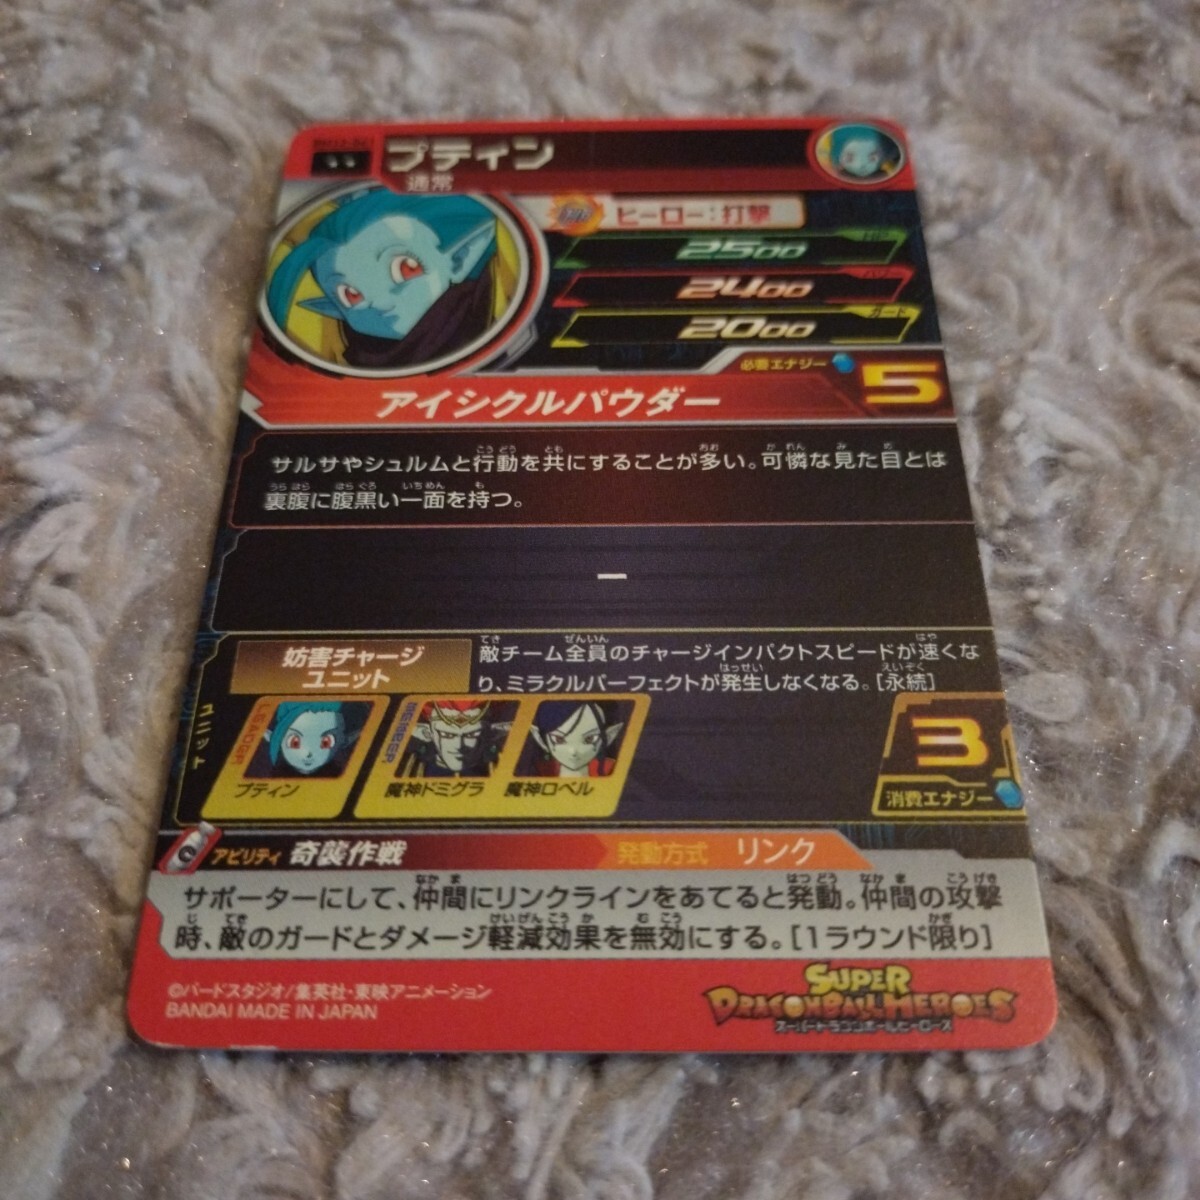 プティン
通常
ヒーロー:打撃
HP
2500
パワー
2400
ガード
2000
必要エナジー
5
アイシクルパウダー
サルサやシュルムと行動を共にすることが多い。可憐な見た目とは
裏腹に腹黒い一面を持つ。
ー
妨害チャージ
ユニット
敵チーム全員のチャージインパクトスピードが速くな
り、ミラクルパーフェクトが発生しなくなる。[永続]
ユニット
LEADER
プティン
MEMBER
魔神ドミグラ
魔神ロベル
3
消費エナジー
アビリティ 奇襲作戦
発動方式 リンク
サポーターにして、仲間にリンクラインをあてると発動。仲間の攻撃
時、敵のガードとダメージ軽減効果を無効にする。[1ラウンド限り]
©バードスタジオ/集英社・東映アニメーション
BANDAI MADE IN JAPAN
SUPER
DRAGONBALL HEROES
スーパードラゴンボールヒーローズ